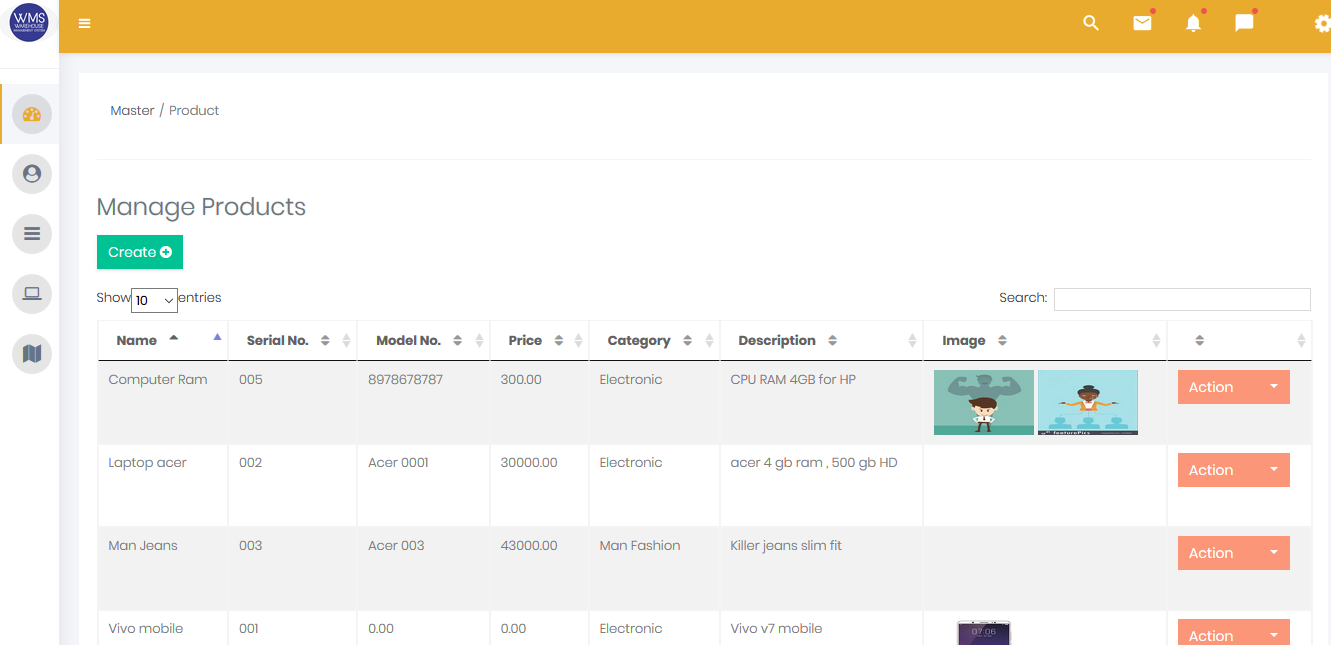 WMS
WAREHOUSE
MANAGEMENT SYSTEM
Master / Product
Manage Products
Create
Show 10 entries
Search:
Name Serial No. Model No. Price Category Description Image
Computer Ram 005 8978678787 300.00 Electronic CPU RAM 4GB for HP Action
featurePics
Laptop acer 002 Acer 0001 30000.00 Electronic acer 4 gb ram , 500 gb HD Action
Man Jeans 003 Acer 003 43000.00 Man Fashion Killer jeans slim fit Action
Vivo mobile 001 0.00 0.00 Electronic Vivo v7 mobile Action
07:06